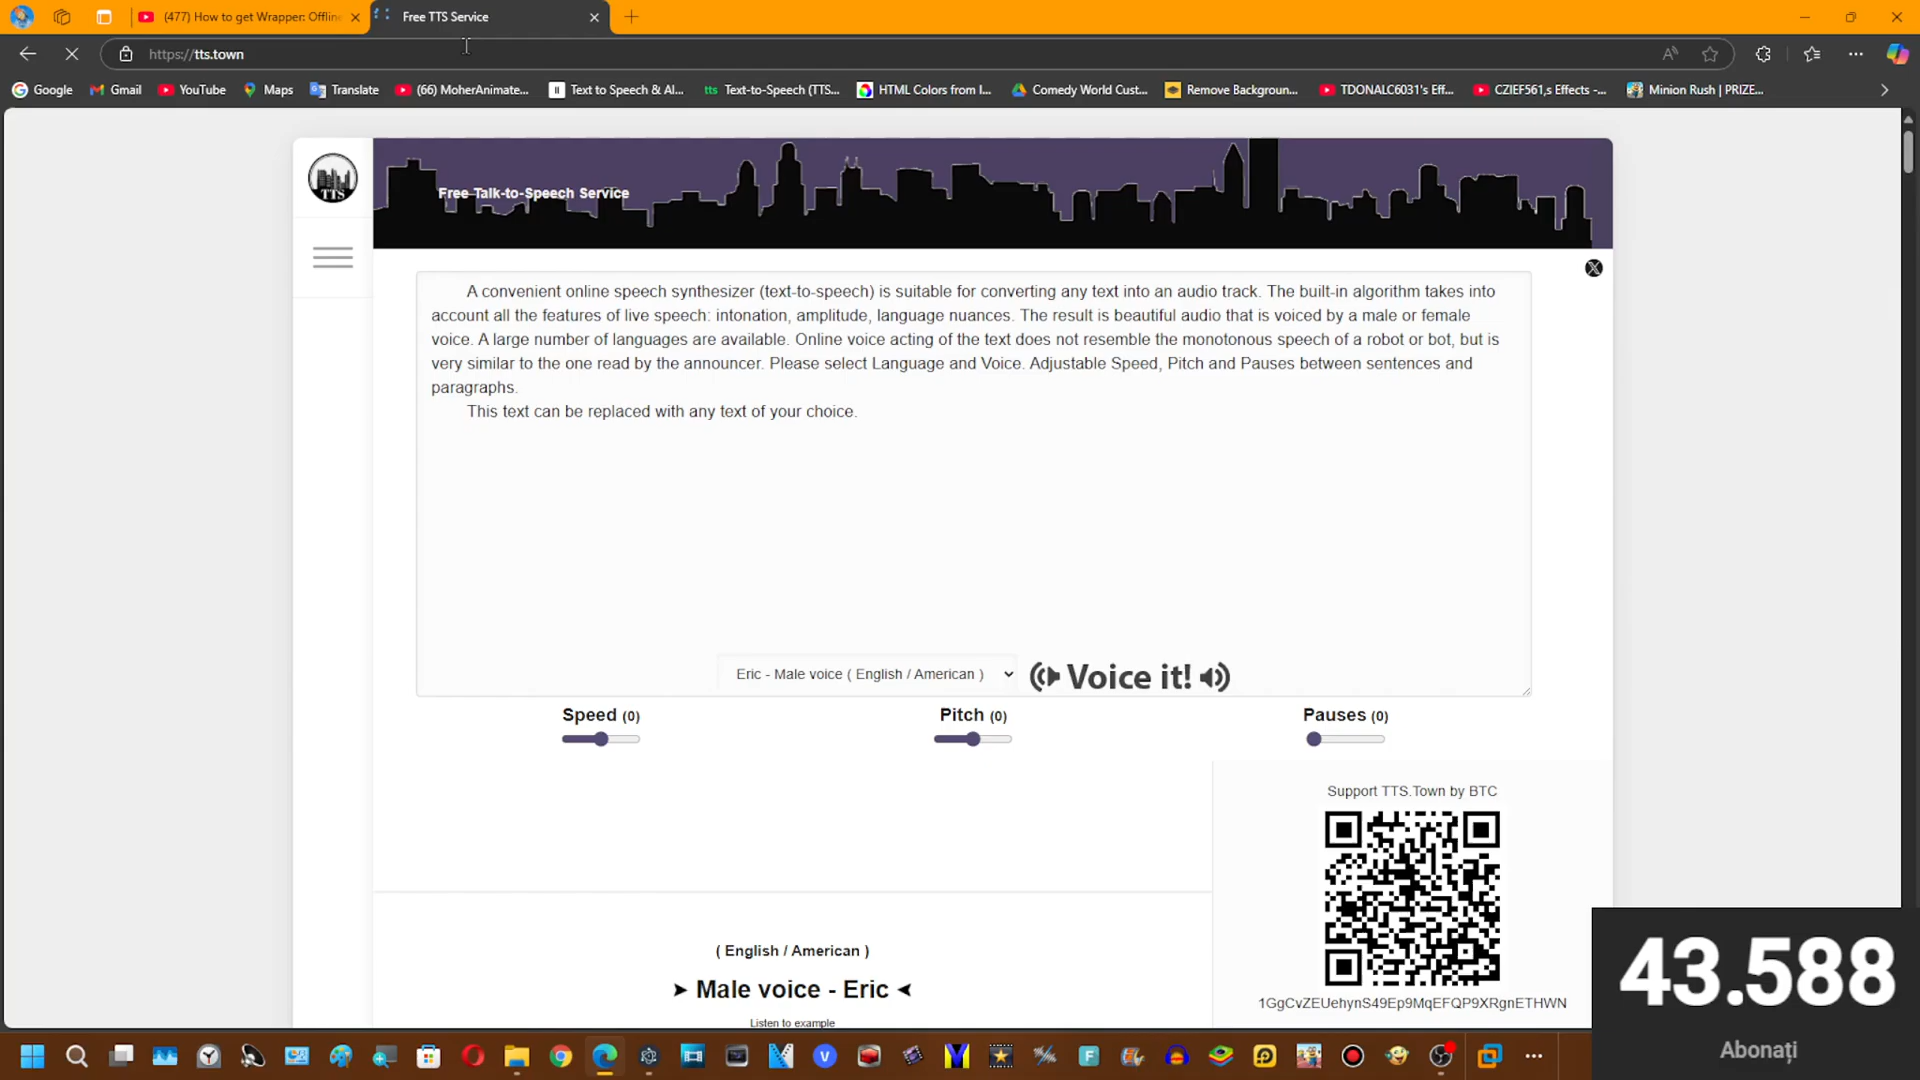 (477) How to get Wrapper: Offline
Free TTS Service
https://tts.town
Google
Gmail
YouTube
Maps
Translate
(66) MoherAnimate...
Text to Speech & AI...
tts Text-to-Speech (TTS...
HTML Colors from I...
Comedy World Cust...
Remove Backgroun...
TDONALC6031's Eff...
CZIEF561,s Effects -...
Minion Rush | PRIZE...
TTS
Free Talk-to-Speech Service
A convenient online speech synthesizer (text-to-speech) is suitable for converting any text into an audio track. The built-in algorithm takes into
account all the features of live speech: intonation, amplitude, language nuances. The result is beautiful audio that is voiced by a male or female
voice. A large number of languages are available. Online voice acting of the text does not resemble the monotonous speech of a robot or bot, but is
very similar to the one read by the announcer. Please select Language and Voice. Adjustable Speed, Pitch and Pauses between sentences and
paragraphs.
This text can be replaced with any text of your choice.
Eric - Male voice ( English / American )
Voice it!
Speed (0)
Pitch (0)
Pauses (0)
Support TTS.Town by BTC
1GgCvZEUehynS49Ep9MqEFQP9XRgnETHWN
( English / American )
➤ Male voice - Eric ➤
Listen to example
43.588
Abonați